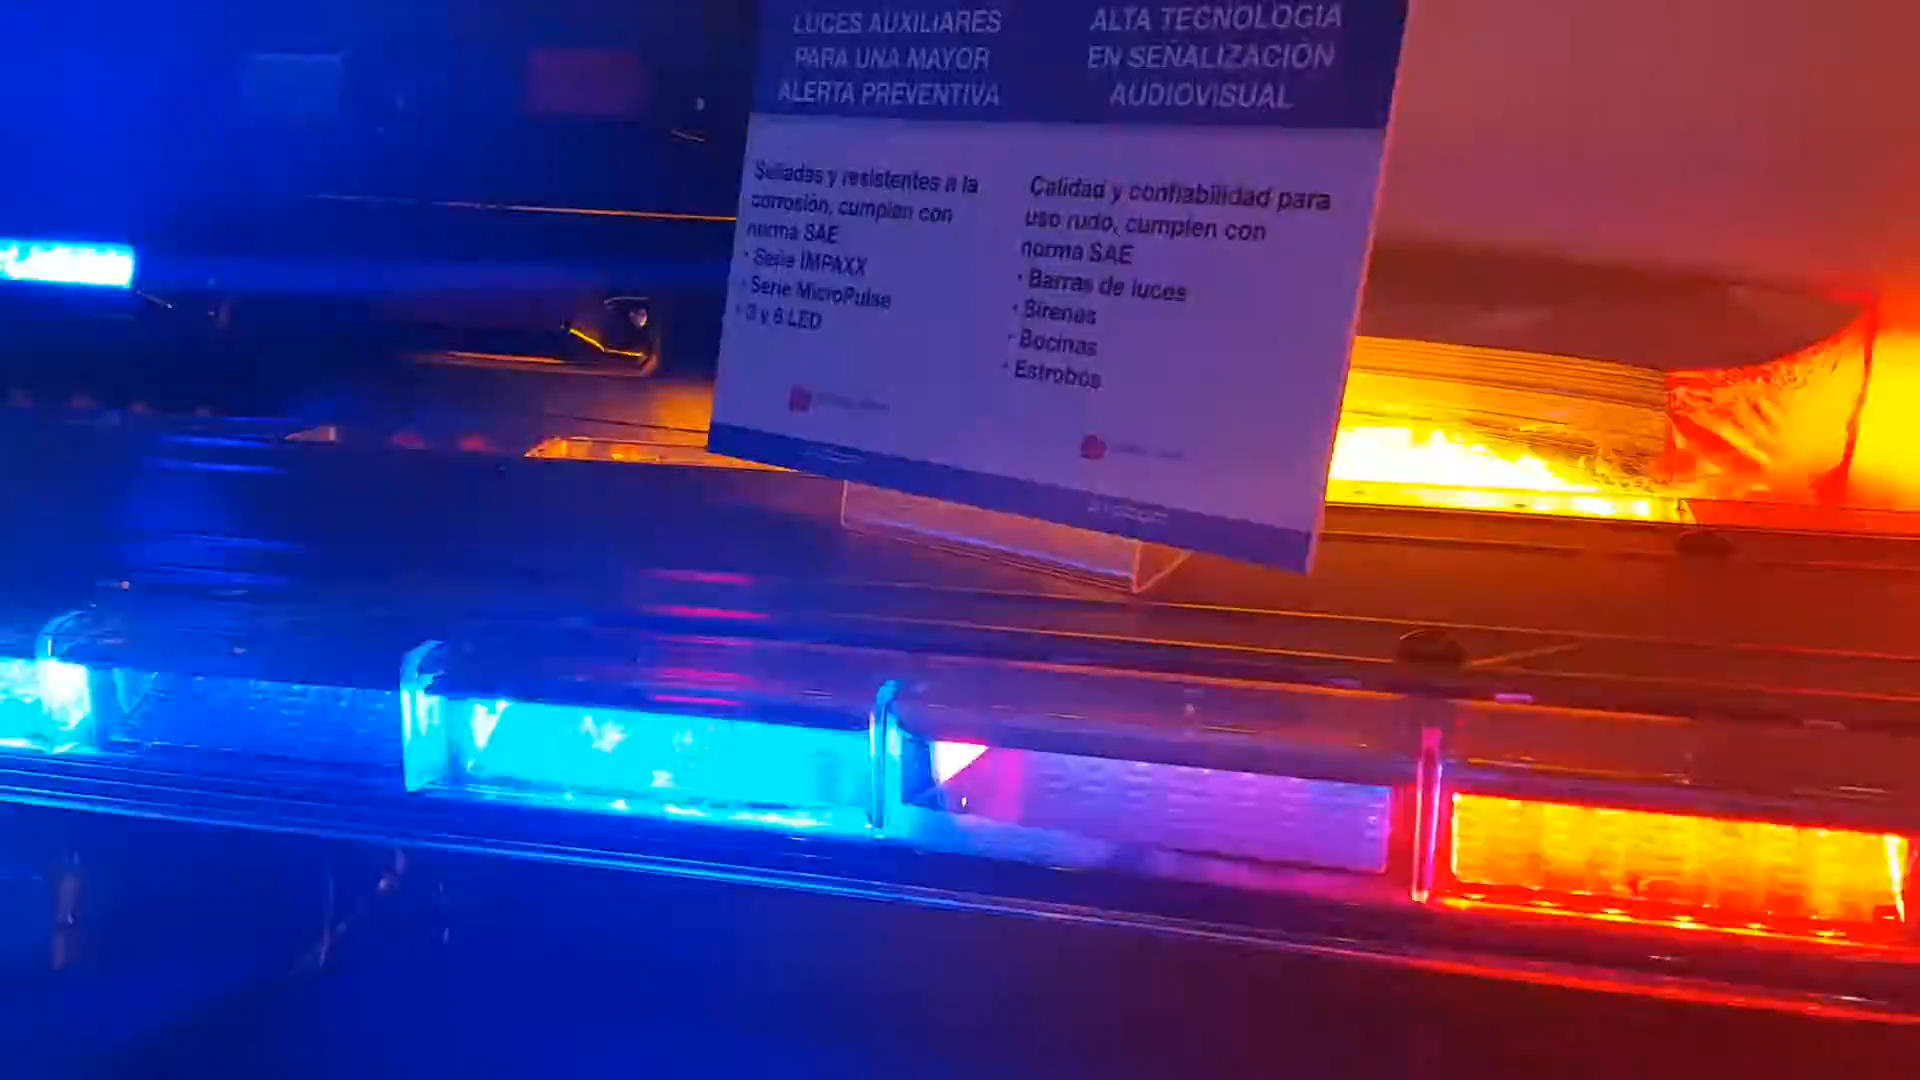 LUCES AUXILIARES
PARA UNA MAYOR
ALERTA PREVENTIVA
Selladas y resistentes a la
corrosión, cumplen con
norma SAE
· Serie IMPAXX
· Serie MicroPulse
· 3 y 6 LED
ALTA TECNOLOGÍA
EN SEÑALIZACIÓN
AUDIOVISUAL
Calidad y confiabilidad para
uso rudo, cumplen con
norma SAE
· Barras de luces
· Sirenas
· Bocinas
· Estrobos